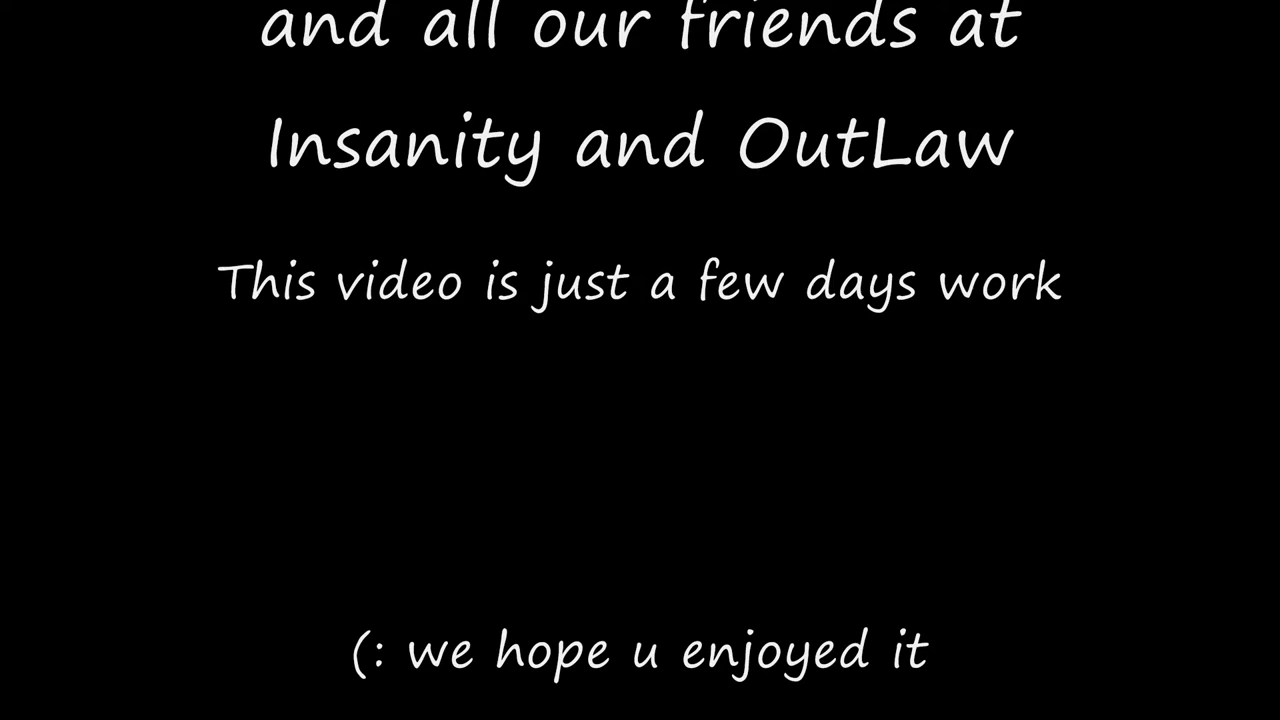 and all our friends at
Insanity and OutLaw
This video is just a few days work
(: we hope u enjoyed it